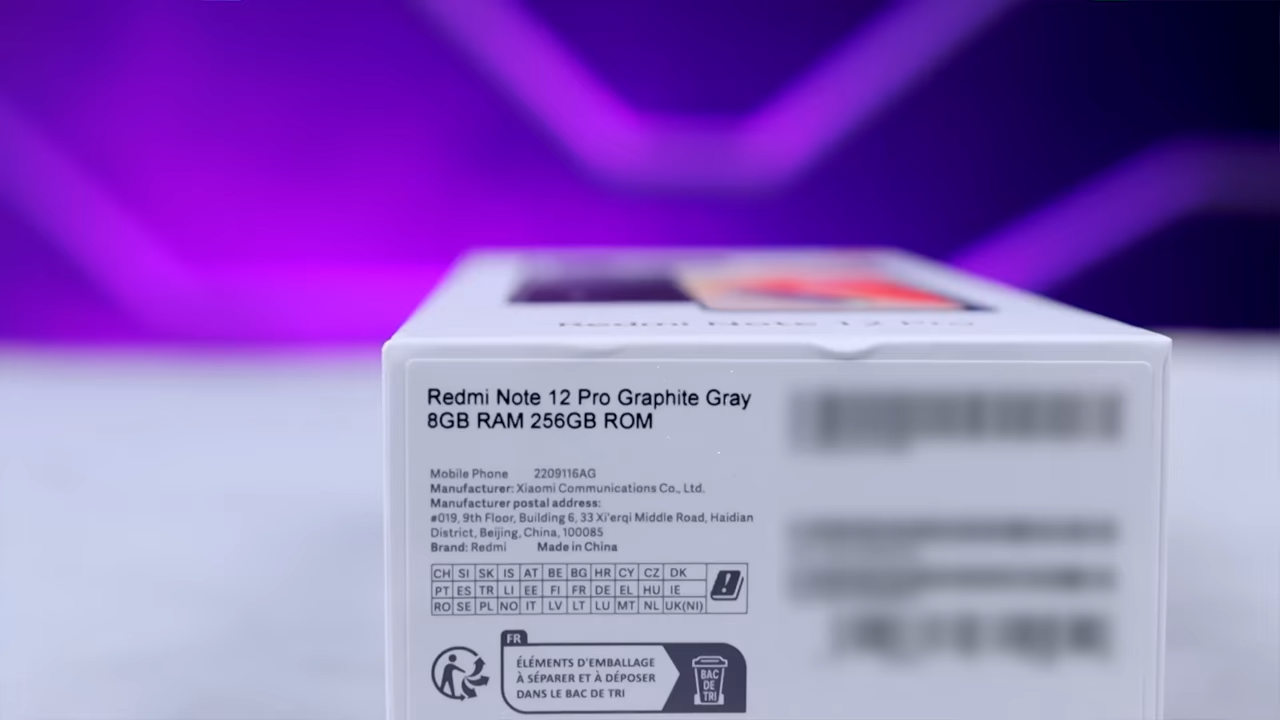 Redmi Note 12 Pro
Redmi Note 12 Pro Graphite Gray
8GB RAM 256GB ROM
Mobile Phone 2209116AG
Manufacturer: Xiaomi Communications Co., Ltd.
Manufacturer postal address:
#019, 9th Floor, Building 6, 33 Xi'erqi Middle Road, Haidian
District, Beijing, China, 100085
Brand: Redmi Made in China
CH SI SK IS AT BE BG HR CY CZ DK
PT ES TR LI EE FI FR DE EL HU IE
RO SE PL NO IT LV LT LU MT NL UK(NI)
FR
ÉLÉMENTS D'EMBALLAGE
À SÉPARER ET À DÉPOSER
DANS LE BAC DE TRI
BAC
DE
TRI